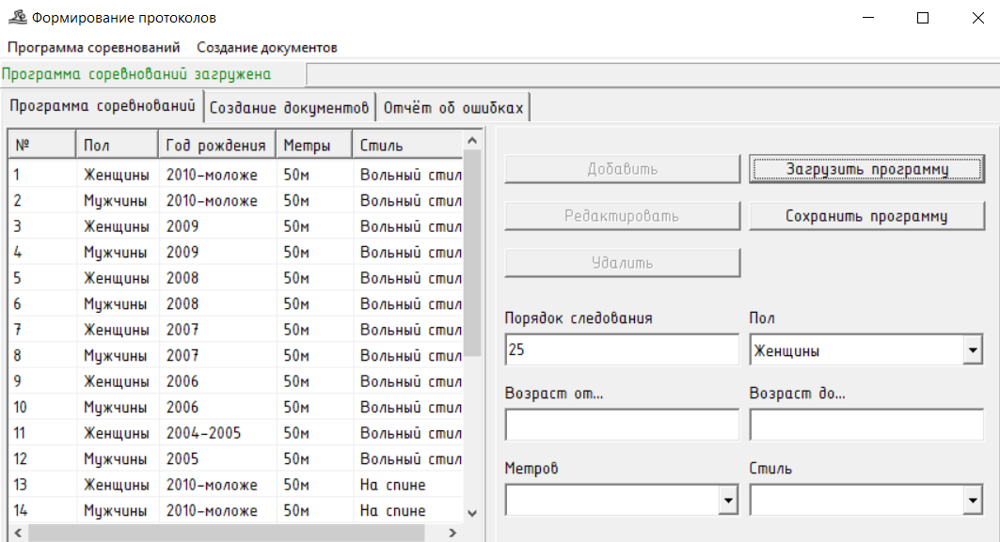 Формирование протоколов
Программа соревнований Создание документов
Программа соревнований загружена
Программа соревнований Создание документов Отчёт об ошибках
№ Пол Год рождения Метры Стиль
1 Женщины 2010-моложе 50м Вольный стил
2 Мужчины 2010-моложе 50м Вольный стил
3 Женщины 2009 50м Вольный стил
4 Мужчины 2009 50м Вольный стил
5 Женщины 2008 50м Вольный стил
6 Мужчины 2008 50м Вольный стил
7 Женщины 2007 50м Вольный стил
8 Мужчины 2007 50м Вольный стил
9 Женщины 2006 50м Вольный стил
10 Мужчины 2006 50м Вольный стил
11 Женщины 2004-2005 50м Вольный стил
12 Мужчины 2005 50м Вольный стил
13 Женщины 2010-моложе 50м На спине
14 Мужчины 2010-моложе 50м На спине
Добавить Загрузить программу
Редактировать Сохранить программу
Удалить
Порядок следования Пол
25 Женщины
Возраст от... Возраст до...
Метров Стиль